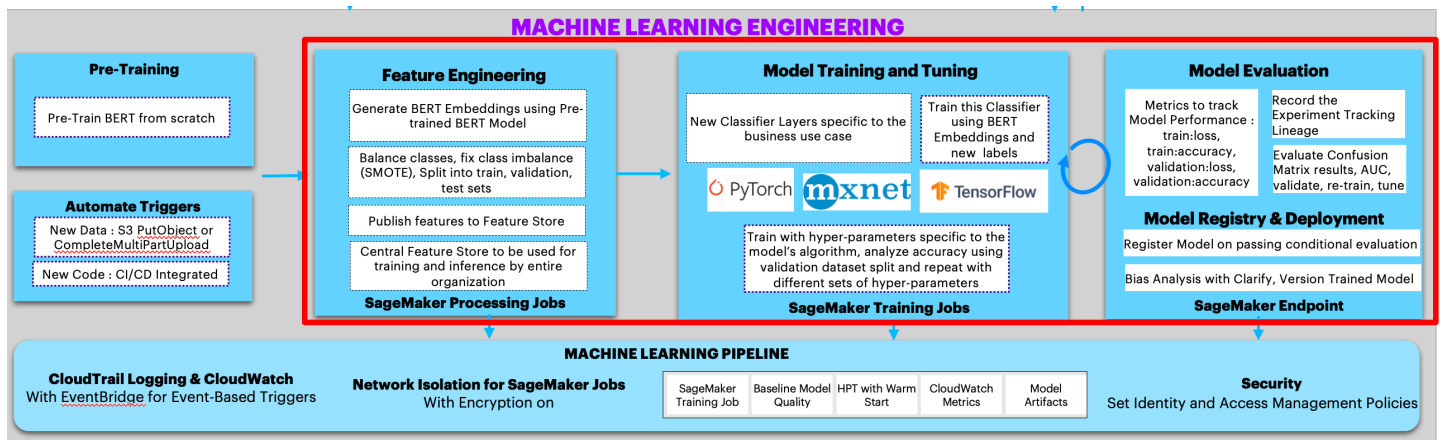 MACHINE LEARNING ENGINEERING
Pre-Training
Pre-Train BERT from scratch
Automate Triggers
New Data : S3 PutObject or
CompleteMultiPartUpload
New Code : CI/CD Integrated
Feature Engineering
Generate BERT Embeddings using Pre-
trained BERT Model
Balance classes, fix class imbalance
(SMOTE), Split into train, validation,
test sets
Publish features to Feature Store
Central Feature Store to be used for
training and inference by entire
organization
SageMaker Processing Jobs
Model Training and Tuning
New Classifier Layers specific to the
business use case
Train this Classifier
using BERT
Embeddings and
new labels
PyTorch
mxnet
TensorFlow
Train with hyper-parameters specific to the
model's algorithm, analyze accuracy using
validation dataset split and repeat with
different sets of hyper-parameters
SageMaker Training Jobs
Model Evaluation
Metrics to track
Model Performance :
train:loss,
train:accuracy,
validation:loss,
validation:accuracy
Record the
Experiment Tracking
Lineage
Evaluate Confusion
Matrix results, AUC,
validate, re-train, tune
Model Registry & Deployment
Register Model on passing conditional evaluation
Bias Analysis with Clarify, Version Trained Model
SageMaker Endpoint
MACHINE LEARNING PIPELINE
CloudTrail Logging & CloudWatch
With EventBridge for Event-Based Triggers
Network Isolation for SageMaker Jobs
With Encryption on
SageMaker
Training Job
Baseline Model
Quality
HPT with Warm
Start
CloudWatch
Metrics
Model
Artifacts
Security
Set Identity and Access Management Policies